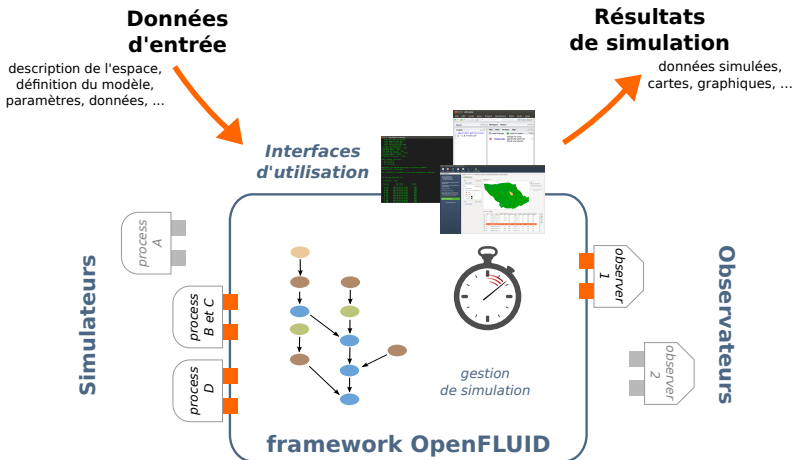 Données
d'entrée
description de l'espace,
définition du modèle,
paramètres, données, ...
Résultats
de simulation
données simulées,
cartes, graphiques, ...
Interfaces
d'utilisation
Simulateurs
process
A
process
B et C
process
D
gestion
de simulation
observer
1
observer
2
Observateurs
framework OpenFLUID